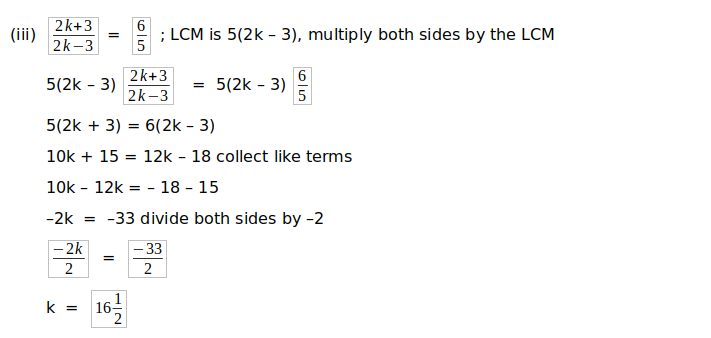 (iii) \frac{2k+3}{2k−3} = \frac{6}{5} ; LCM is 5(2k – 3), multiply both sides by the LCM
5(2k – 3) \frac{2k+3}{2k−3} = 5(2k – 3) \frac{6}{5}
5(2k + 3) = 6(2k – 3)
10k + 15 = 12k – 18 collect like terms
10k – 12k = – 18 – 15
–2k = –33 divide both sides by –2
\frac{−2k}{2} = \frac{−33}{2}
k = 16\frac{1}{2}